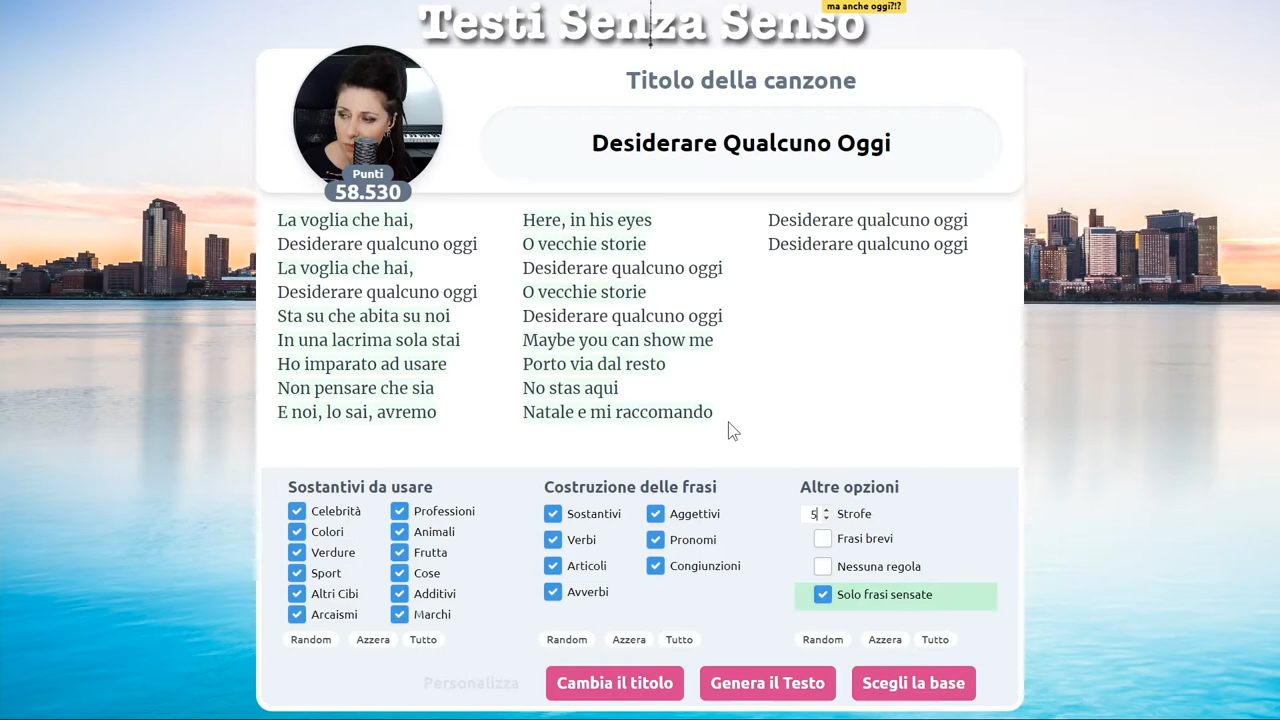 ma anche oggi?!?
Testi Senza Senso
Titolo della canzone
Desiderare Qualcuno Oggi
Punti
58.530
La voglia che hai,
Desiderare qualcuno oggi
La voglia che hai,
Desiderare qualcuno oggi
Sta su che abita su noi
In una lacrima sola stai
Ho imparato ad usare
Non pensare che sia
E noi, lo sai, avremo
Here, in his eyes
O vecchie storie
Desiderare qualcuno oggi
O vecchie storie
Desiderare qualcuno oggi
Maybe you can show me
Porto via dal resto
No stas aqui
Natale e mi raccomando
Desiderare qualcuno oggi
Desiderare qualcuno oggi
Sostantivi da usare
Celebrità
Professioni
Colori
Animali
Verdure
Frutta
Sport
Cose
Altri Cibi
Additivi
Arcaismi
Marchi
Random
Azzera
Tutto
Costruzione delle frasi
Sostantivi
Aggettivi
Verbi
Pronomi
Articoli
Congiunzioni
Avverbi
Random
Azzera
Tutto
Altre opzioni
5 Strofe
Frasi brevi
Nessuna regola
Solo frasi sensate
Random
Azzera
Tutto
Personalizza
Cambia il titolo
Genera il Testo
Scegli la base